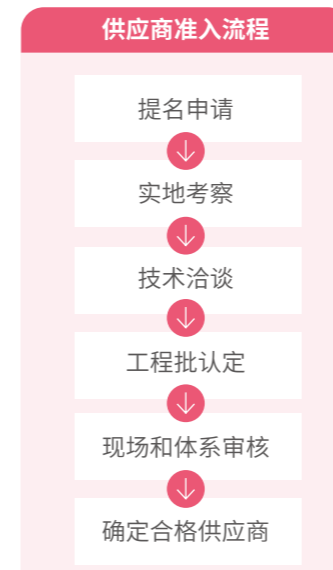 供应商准入流程
提名申请
实地考察
技术洽谈
工程批认定
现场和体系审核
确定合格供应商